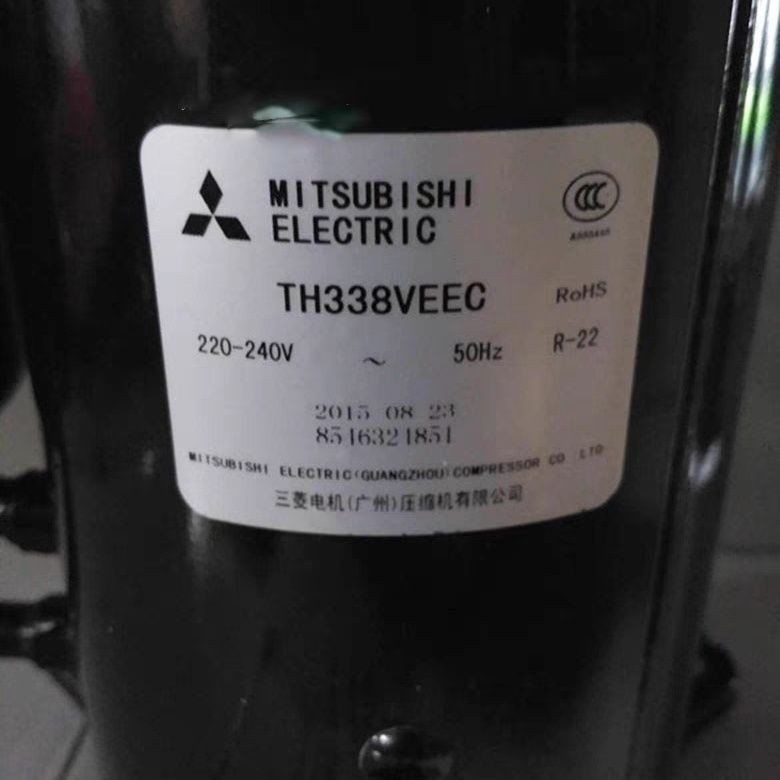 MITSUBISHI
ELECTRIC
TH338VEEC
RoHS
220-240V ~ 50Hz R-22
2015 08 23
8546324851
MITSUBISHI ELECTRIC(GUANGZHOU)COMPRESSOR CO LTD
三菱电机(广州)压缩机有限公司